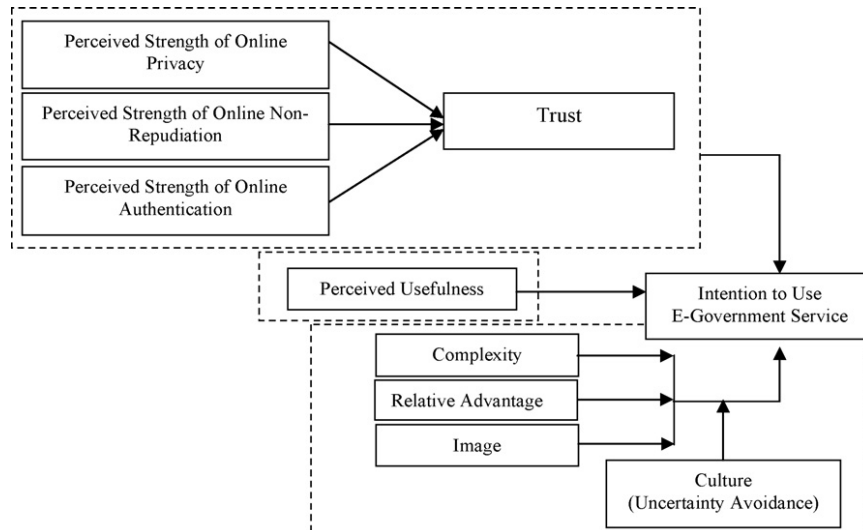 Perceived Strength of Online
Privacy
Perceived Strength of Online Non-
Repudiation
Perceived Strength of Online
Authentication
Trust
Perceived Usefulness
Intention to Use
E-Government Service
Complexity
Relative Advantage
Image
Culture
(Uncertainty Avoidance)